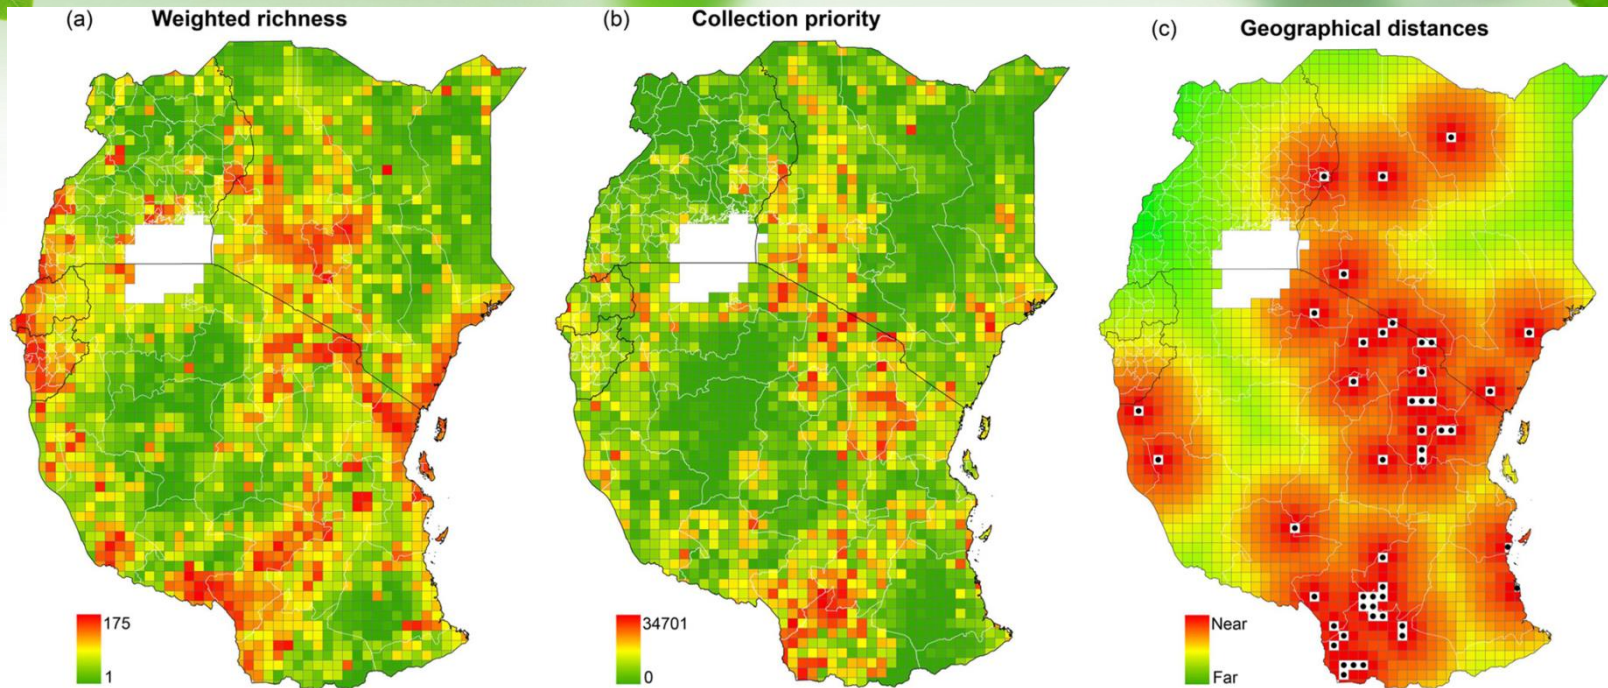 (a) Weighted richness
175
1
(b) Collection priority
34701
0
(c) Geographical distances
Near
Far